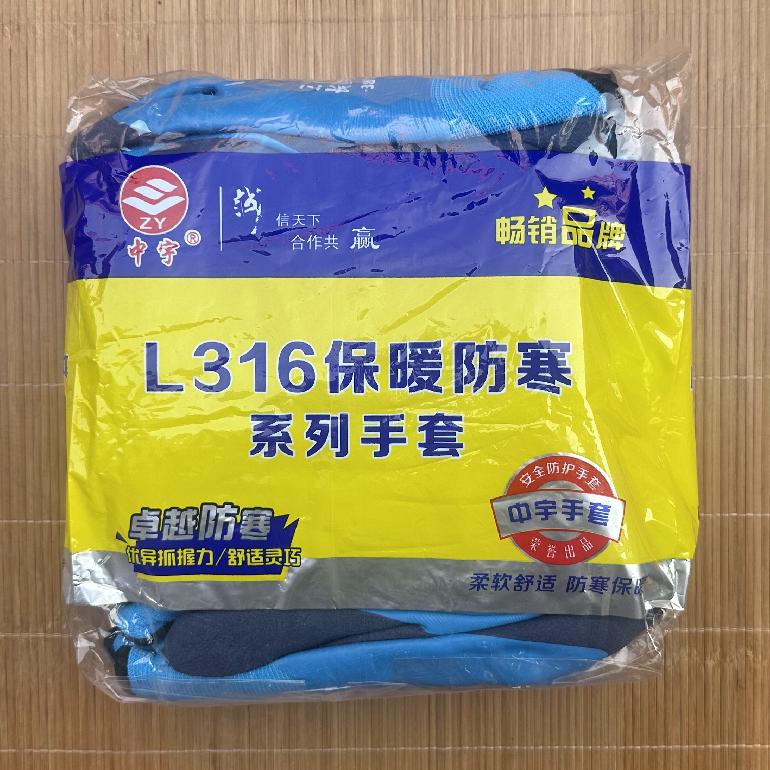 ZY
中宇®
诚
信天下
合作共 赢
畅销品牌
L316保暖防寒
系列手套
卓越防寒
优异抓握力/舒适灵巧
安全防护手套
中宇手套
荣誉出品
柔软舒适 防寒保暖